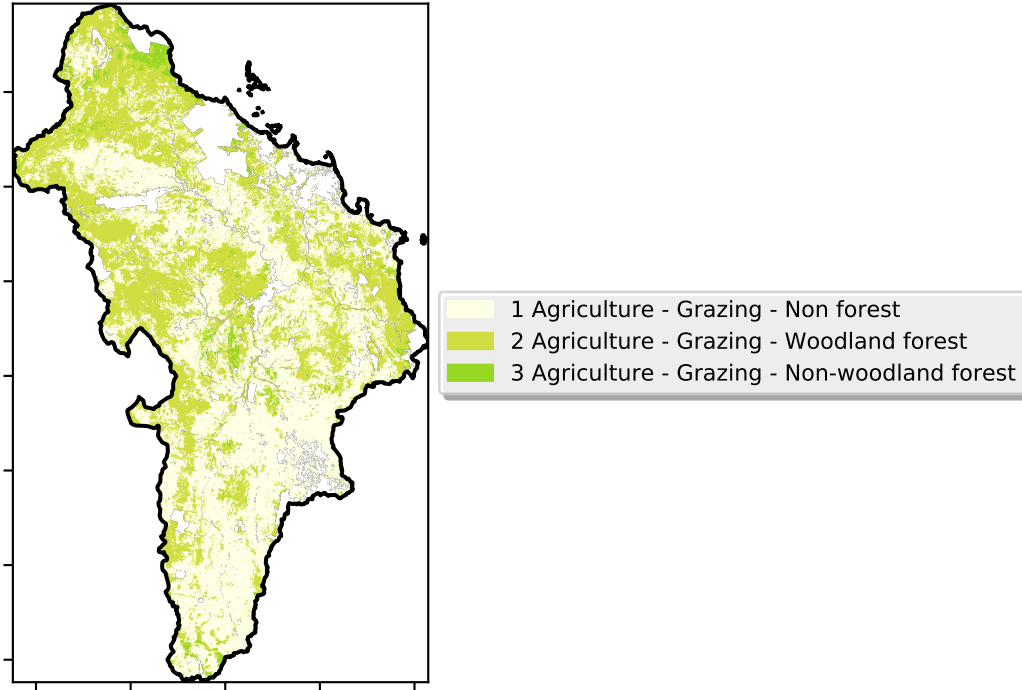 1 Agriculture - Grazing - Non forest
2 Agriculture - Grazing - Woodland forest
3 Agriculture - Grazing - Non-woodland forest